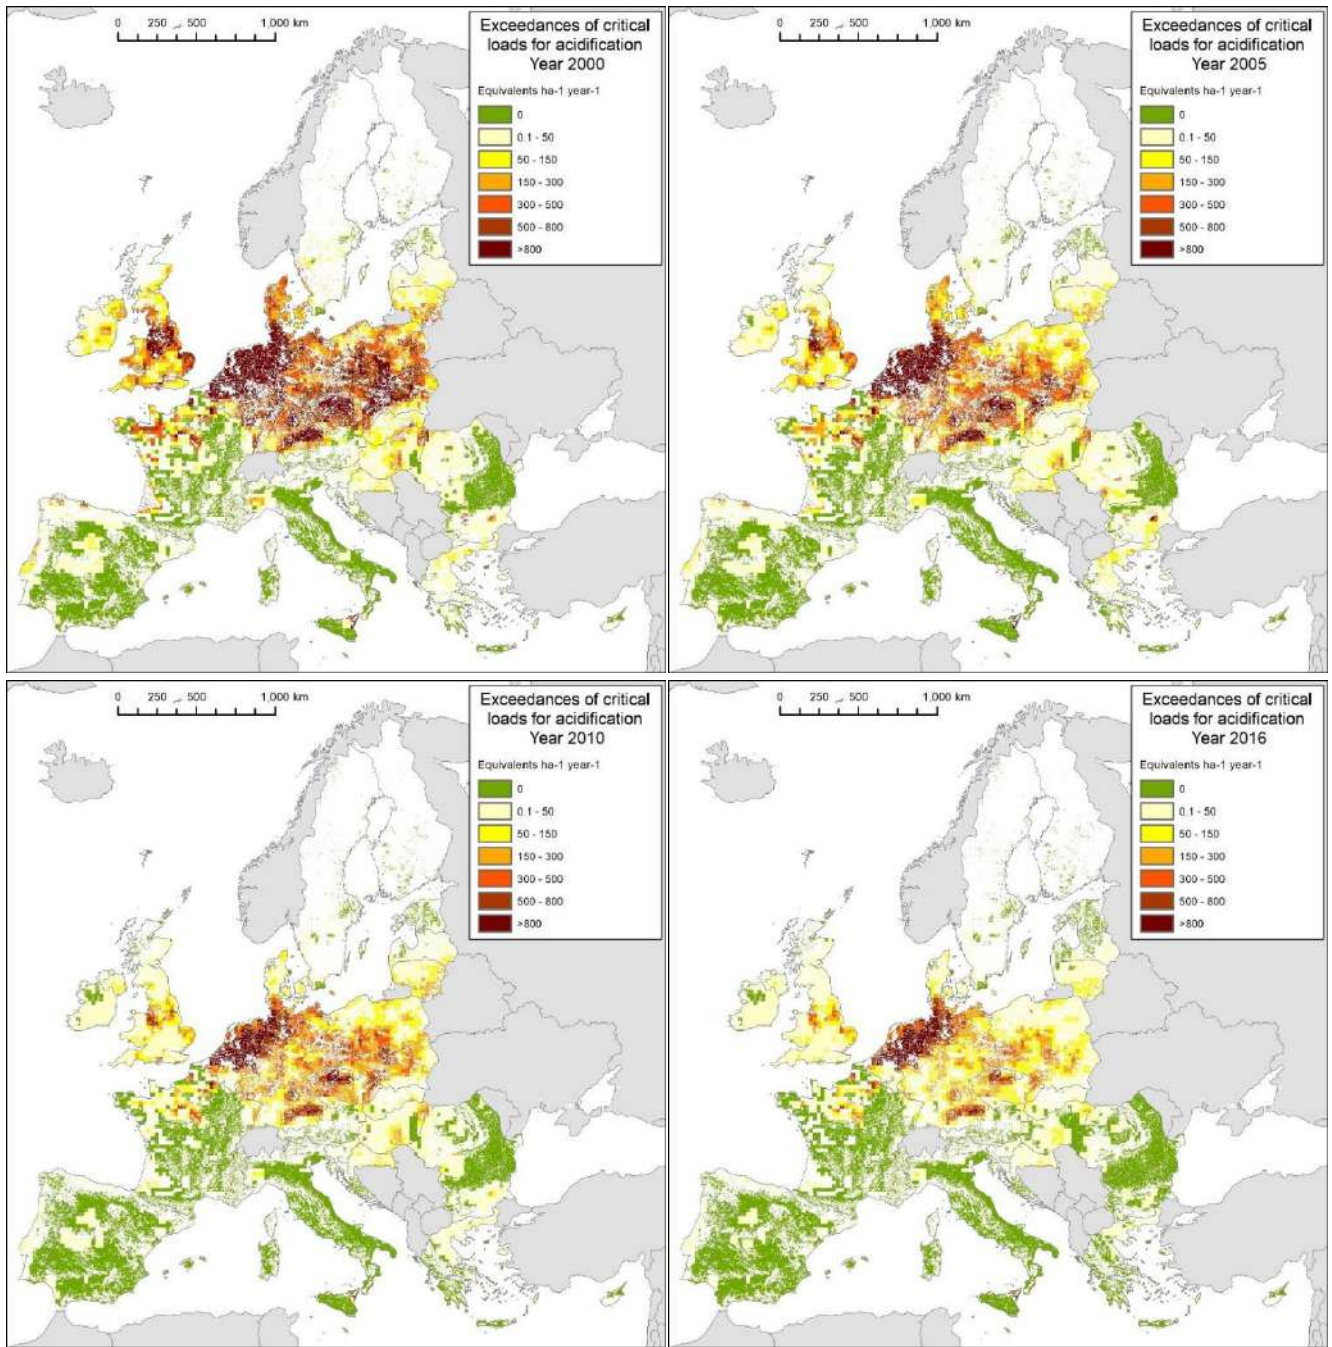 0 250 500 1,000 km
Exceedances of critical
loads for acidification
Year 2000
Equivalents ha-1 year-1
0
0.1 - 50
50 - 150
150 - 300
300 - 500
500 - 800
>800
0 250 500 1,000 km
Exceedances of critical
loads for acidification
Year 2005
Equivalents ha-1 year-1
0
0.1 - 50
50 - 150
150 - 300
300 - 500
500 - 800
>800
0 250 500 1,000 km
Exceedances of critical
loads for acidification
Year 2010
Equivalents ha-1 year-1
0
0.1 - 50
50 - 150
150 - 300
300 - 500
500 - 800
>800
0 250 500 1,000 km
Exceedances of critical
loads for acidification
Year 2016
Equivalents ha-1 year-1
0
0.1 - 50
50 - 150
150 - 300
300 - 500
500 - 800
>800